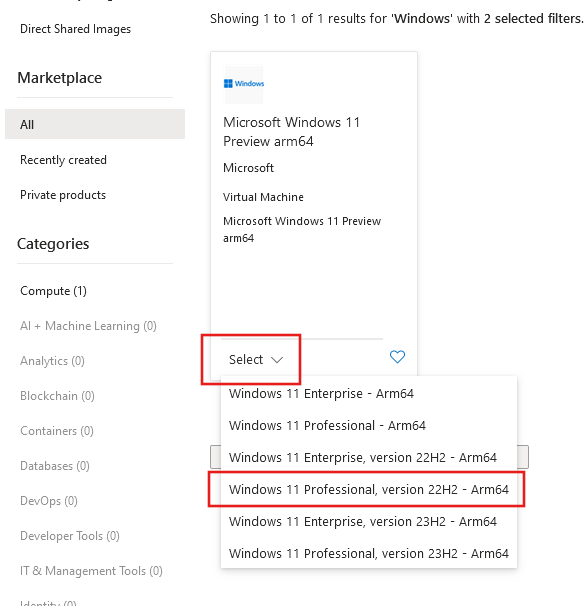 Direct Shared Images
Marketplace
All
Recently created
Private products
Categories
Compute (1)
AI + Machine Learning (0)
Analytics (0)
Blockchain (0)
Containers (0)
Databases (0)
DevOps (0)
Developer Tools (0)
IT & Management Tools (0)
Identity (0)
Showing 1 to 1 of 1 results for 'Windows' with 2 selected filters.
Windows
Microsoft Windows 11
Preview arm64
Microsoft
Virtual Machine
Microsoft Windows 11 Preview
arm64
Select
Windows 11 Enterprise - Arm64
Windows 11 Professional - Arm64
Windows 11 Enterprise, version 22H2 - Arm64
Windows 11 Professional, version 22H2 - Arm64
Windows 11 Enterprise, version 23H2 - Arm64
Windows 11 Professional, version 23H2 - Arm64